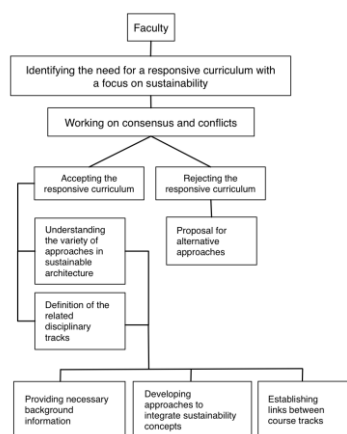 Faculty
Identifying the need for a responsive curriculum with
a focus on sustainability
Working on consensus and conflicts
Accepting the
responsive curriculum
Rejecting the
responsive curriculum
Understanding
the variety of
approaches in
sustainable
architecture
Proposal for
alternative
approaches
Definition of the
related
disciplinary
tracks
Providing necessary
background
information
Developing
approaches to
integrate sustainability
concepts
Establishing
links between
course tracks